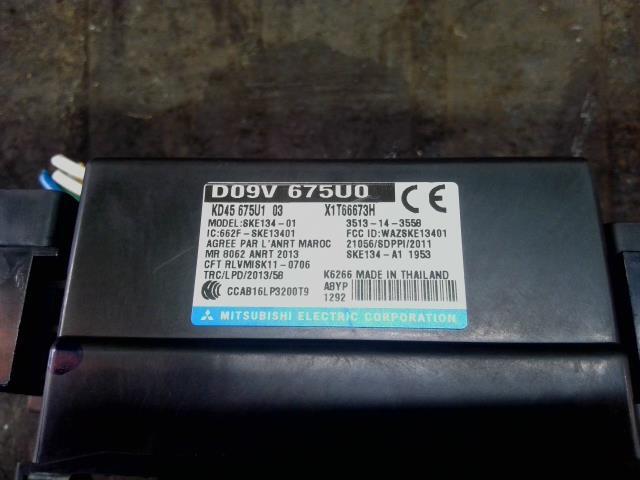 D09V 675U0
KD45 675U1 03 X1T66673H
MODEL:SKE134-01 3513-14-3558
IC:662F-SKE13401 FCC ID:WAZSKE13401
AGREE PAR L'ANRT MAROC 21056/SDPPI/2011
MR 8062 ANRT 2013 SKE134-A1 1953
CFT RLVMISK11-0706
TRC/LPD/2013/58 K6266 MADE IN THAILAND
CCAB16LP3200T9 ABYP
1292
CE
MITSUBISHI ELECTRIC CORPORATION